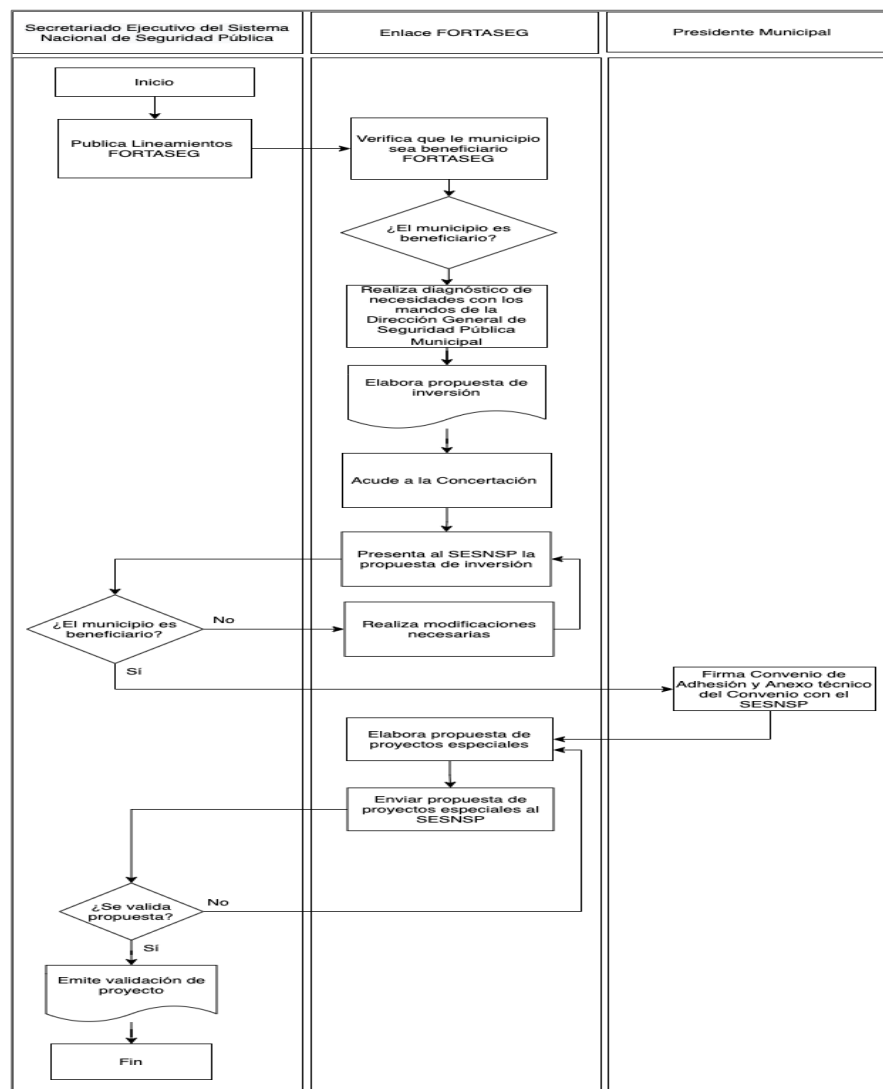 Secretariado Ejecutivo del Sistema
Nacional de Seguridad Pública
Enlace FORTASEG
Presidente Municipal
Inicio
Publica Lineamientos
FORTASEG
Verifica que le municipio
sea beneficiario
FORTASEG
¿El municipio es
beneficiario?
Realiza diagnóstico de
necesidades con los
mandos de la
Dirección General de
Seguridad Pública
Municipal
Elabora propuesta de
inversión
Acude a la Concertación
Presenta al SESNSP la
propuesta de inversión
¿El municipio es
beneficiario?
No
Realiza modificaciones
necesarias
Sí
Firma Convenio de
Adhesión y Anexo técnico
del Convenio con el
SESNSP
Elabora propuesta de
proyectos especiales
Enviar propuesta de
proyectos especiales al
SESNSP
¿Se valida
propuesta?
No
Sí
Emite validación de
proyecto
Fin